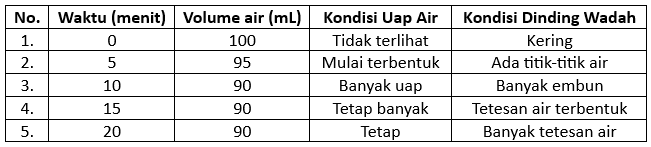 No. Waktu (menit) Volume air (mL) Kondisi Uap Air Kondisi Dinding Wadah
1. 0 100 Tidak terlihat Kering
2. 5 95 Mulai terbentuk Ada titik-titik air
3. 10 90 Banyak uap Banyak embun
4. 15 90 Tetap banyak Tetesan air terbentuk
5. 20 90 Tetap Banyak tetesan air